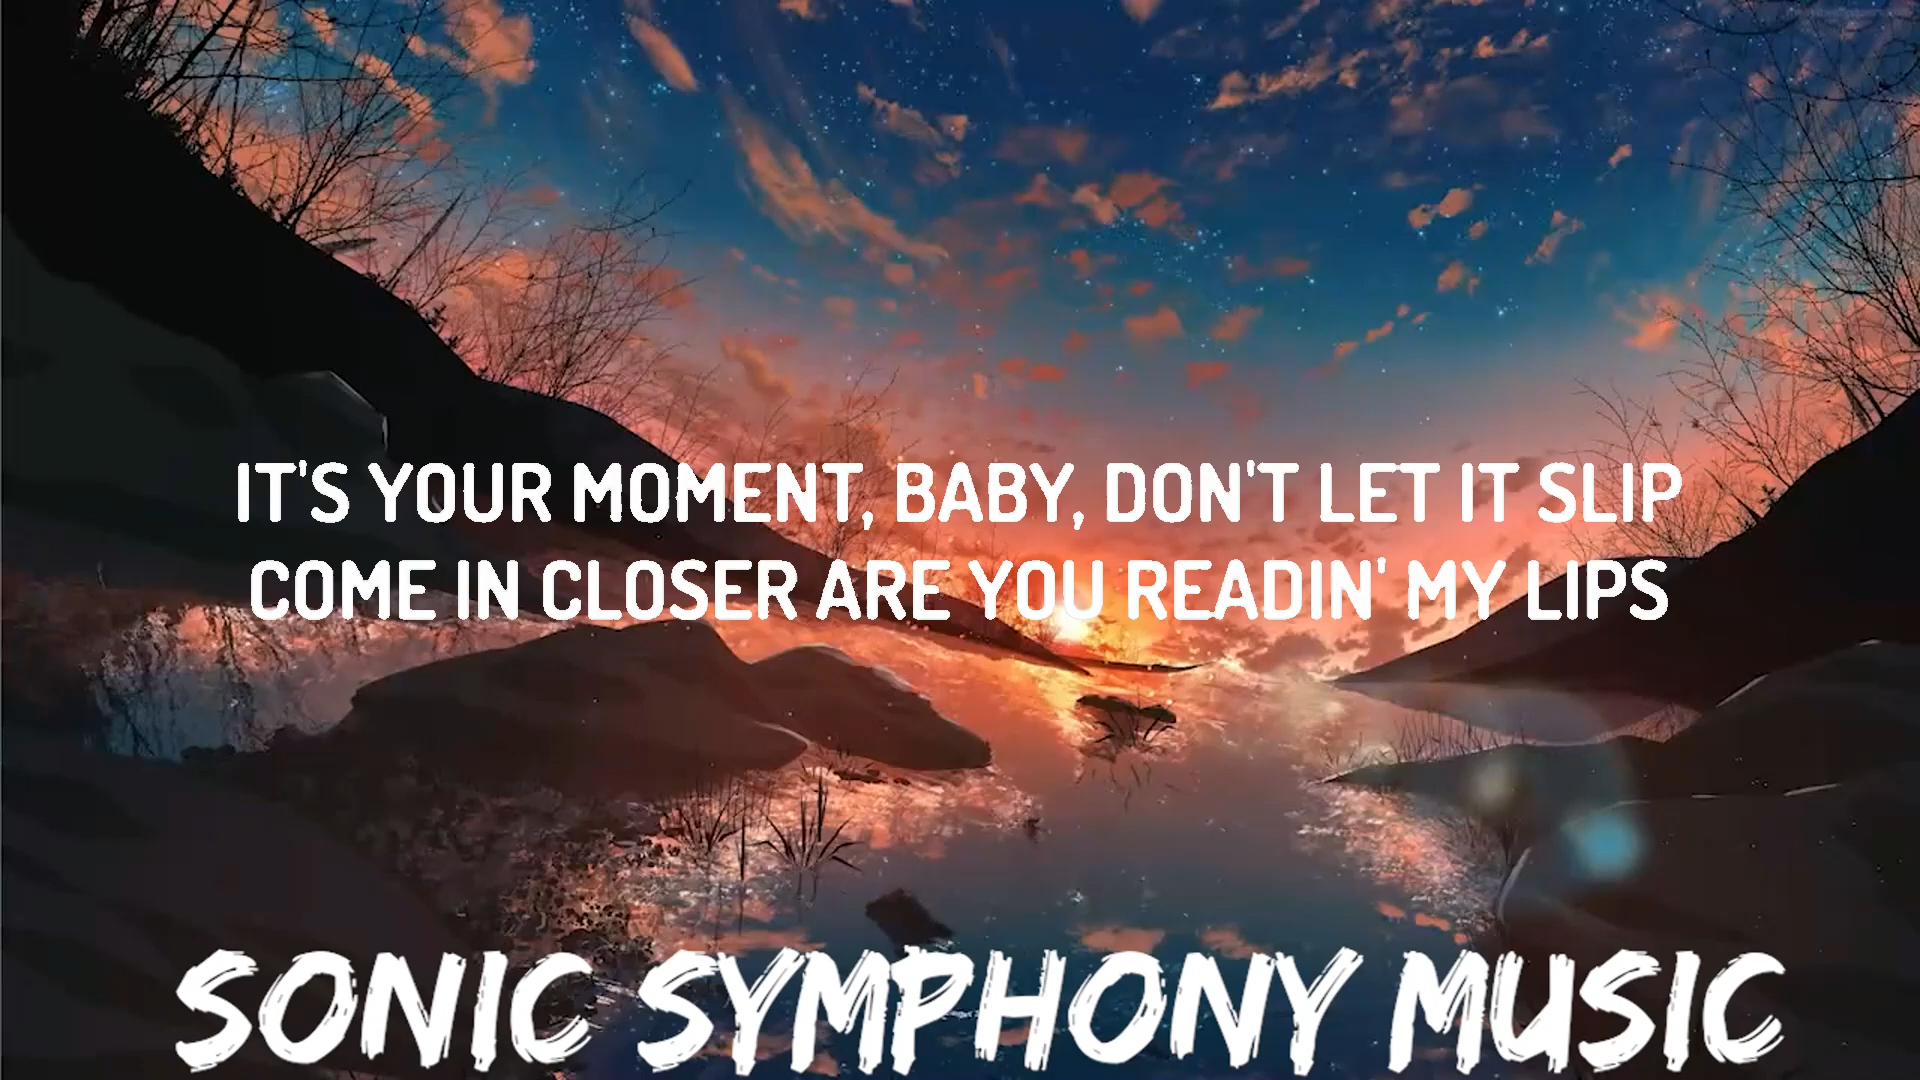 IT'S YOUR MOMENT, BABY, DON'T LET IT SLIP
COME IN CLOSER ARE YOU READIN' MY LIPS
SONIC SYMPHONY MUSIC